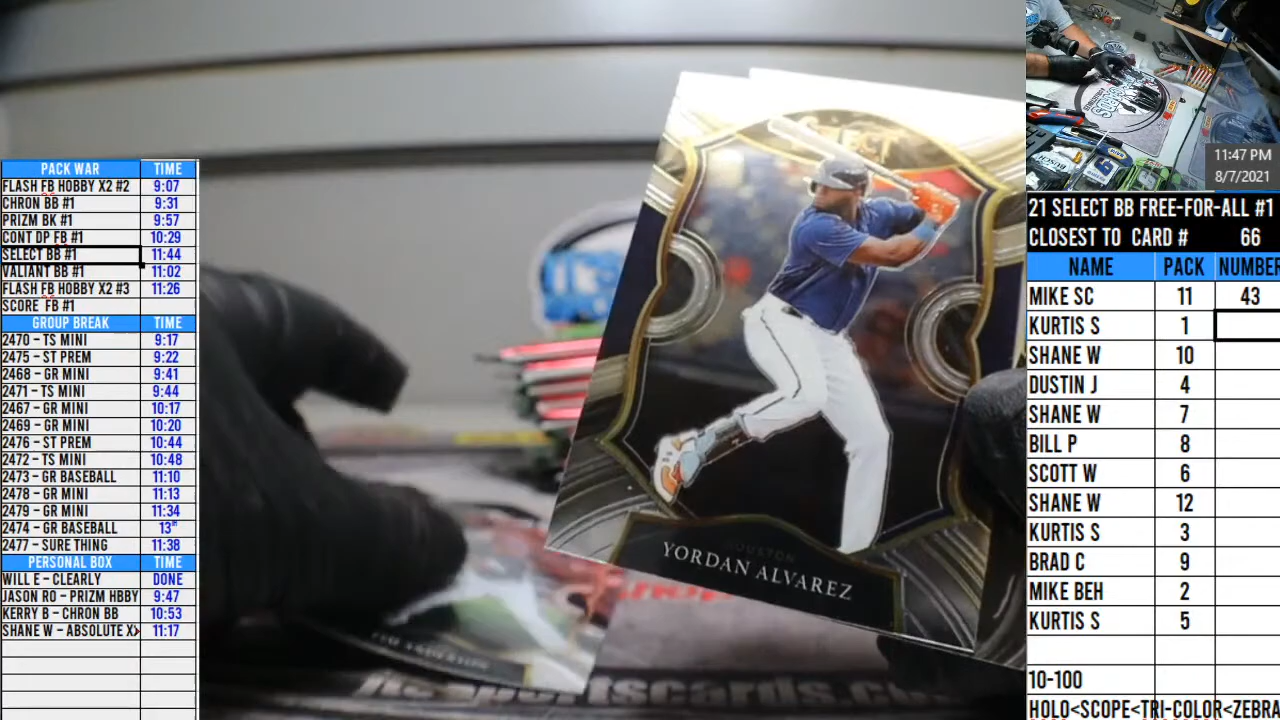 PACK WAR TIME
FLASH FB HOBBY X2 #2 9:07
CHRON BB #1 9:31
PRIZM BK #1 9:57
CONT DP FB #1 10:29
SELECT BB #1 11:44
VALIANT BB #1 11:02
FLASH FB HOBBY X2 #3 11:26
SCORE FB #1
GROUP BREAK TIME
2470 - TS MINI 9:17
2475 - ST PREM 9:22
2468 - GR MINI 9:41
2471 - TS MINI 9:44
2467 - GR MINI 10:17
2469 - GR MINI 10:20
2476 - ST PREM 10:44
2472 - TS MINI 10:48
2473 - GR BASEBALL 11:10
2478 - GR MINI 11:13
2479 - GR MINI 11:34
2474 - GR BASEBALL 13TH
2477 - SURE THING 11:38
PERSONAL BOX TIME
WILL E - CLEARLY DONE
JASON RO - PRIZM HBBY 9:47
KERRY B - CHRON BB 10:53
SHANE W - ABSOLUTE X 11:17
HOUSTON
YORDAN ALVAREZ
TIM ANDERSON
11:47 PM
8/7/2021
21 SELECT BB FREE-FOR-ALL #1
CLOSEST TO CARD # 66
NAME PACK NUMBER
MIKE SC 11 43
KURTIS S 1
SHANE W 10
DUSTIN J 4
SHANE W 7
BILL P 8
SCOTT W 6
SHANE W 12
KURTIS S 3
BRAD C 9
MIKE BEH 2
KURTIS S 5
10-100
HOLO<SCOPE<TRI-COLOR<ZEBRA